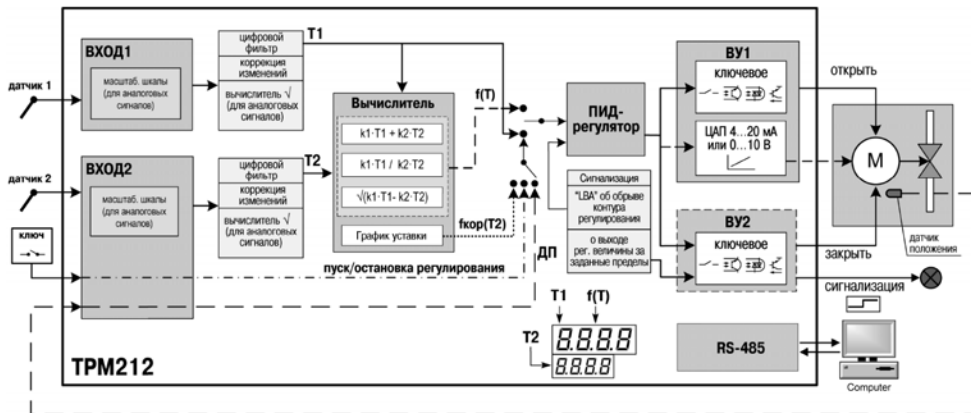 ВХОД1
масштаб. шкалы
(для аналоговых
сигналов)
датчик 1
цифровой
фильтр
коррекция
изменений
вычислитель √
(для аналоговых
сигналов)
T1
Вычислитель
k1·T1 + k2·T2
k1·T1 / k2·T2
√(k1·T1- k2·T2)
График уставки
f(T)
fкор(T2)
ВХОД2
масштаб. шкалы
(для аналоговых
сигналов)
датчик 2
ключ
цифровой
фильтр
коррекция
изменений
вычислитель √
(для аналоговых
сигналов)
T2
пуск/остановка регулирования
ДП
ПИД-
регулятор
Сигнализация
"LBA" об обрыве
контура
регулирования
о выходе
рег. величины за
заданные пределы
ВУ1
ключевое
ЦАП 4...20 мА
или 0...10 В
ВУ2
ключевое
открыть
M
закрыть
датчик
положения
сигнализация
T1
f(T)
8.8.8.8
T2
8.8.8.8
RS-485
Computer
ТРМ212